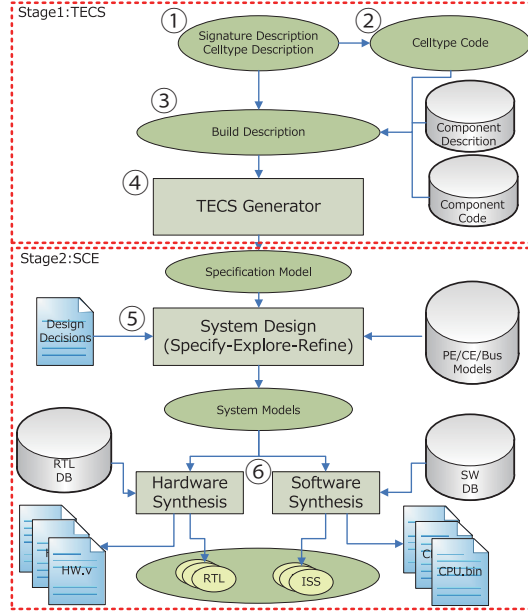 Stage1:TECS
1
2
Signature Description
Celltype Description
Celltype Code
3
Build Description
Component
Descrition
4
TECS Generator
Component
Code
Stage2:SCE
Specification Model
5
Design
Decisions
System Design
(Specify-Explore-Refine)
PE/CE/Bus
Models
System Models
6
RTL
DB
Hardware
Synthesis
Software
Synthesis
SW
DB
HW.v
RTL
ISS
CPU.bin